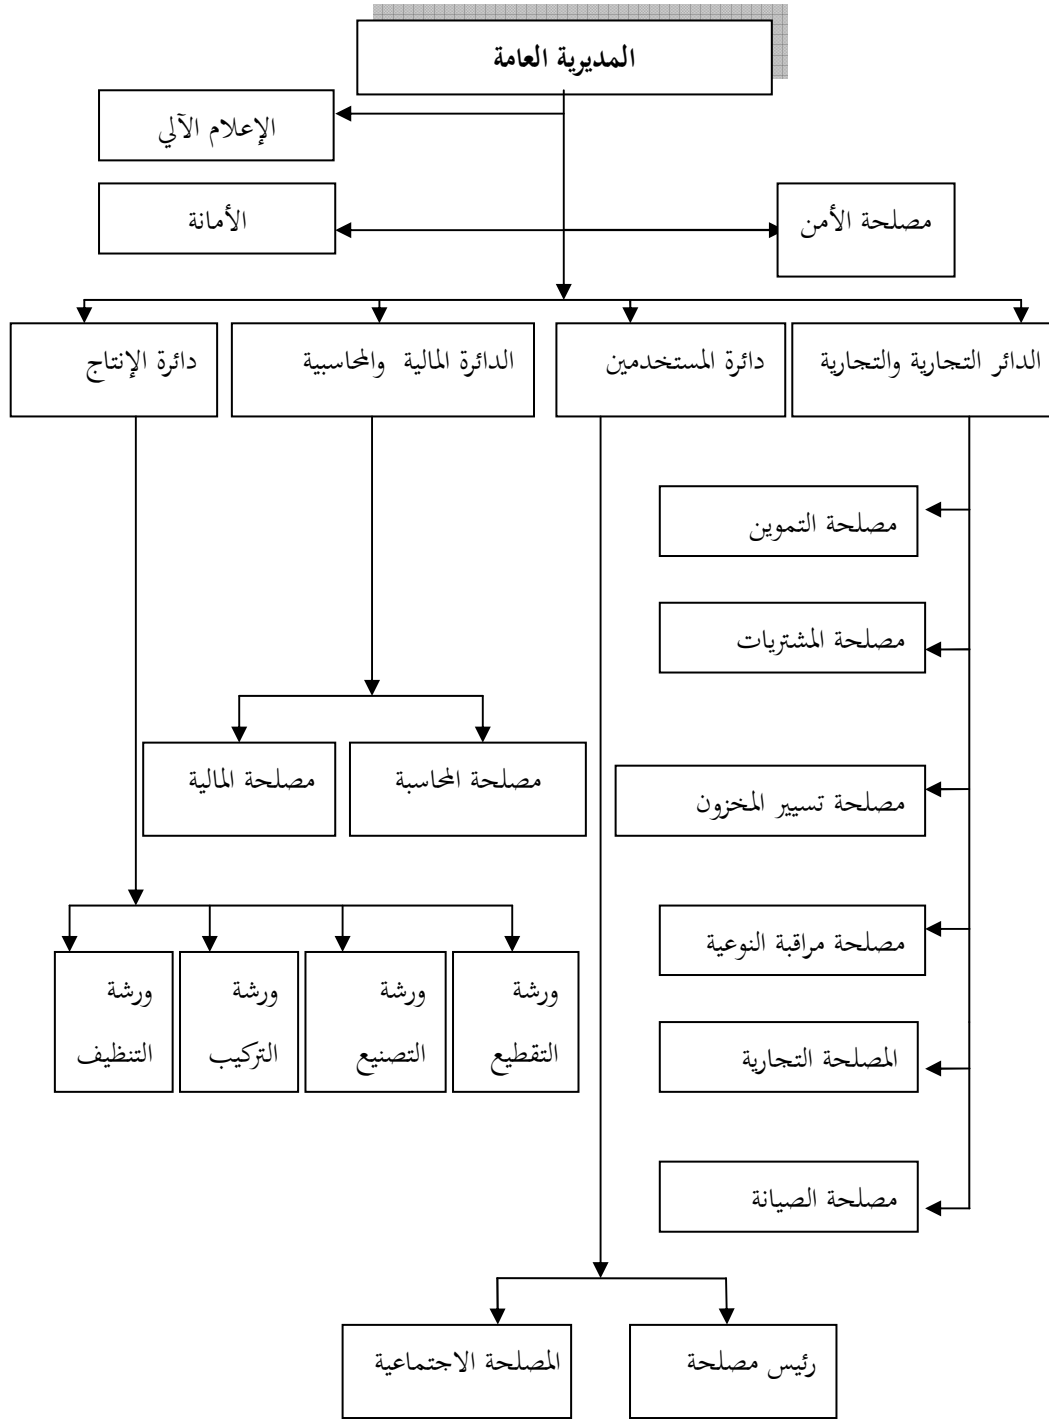 المديرية العامة
الإعلام الآلي
الأمانة
مصلحة الأمن
الدائر التجارية والتجارية
دائرة المستخدمين
الدائرة المالية والمحاسبية
دائرة الإنتاج
مصلحة التموين
مصلحة المشتريات
مصلحة تسيير المخزون
مصلحة مراقبة النوعية
المصلحة التجارية
مصلحة الصيانة
مصلحة المحاسبة
مصلحة المالية
ورشة
التقطيع
ورشة
التصنيع
ورشة
التركيب
ورشة
التنظيف
رئيس مصلحة
المصلحة الاجتماعية